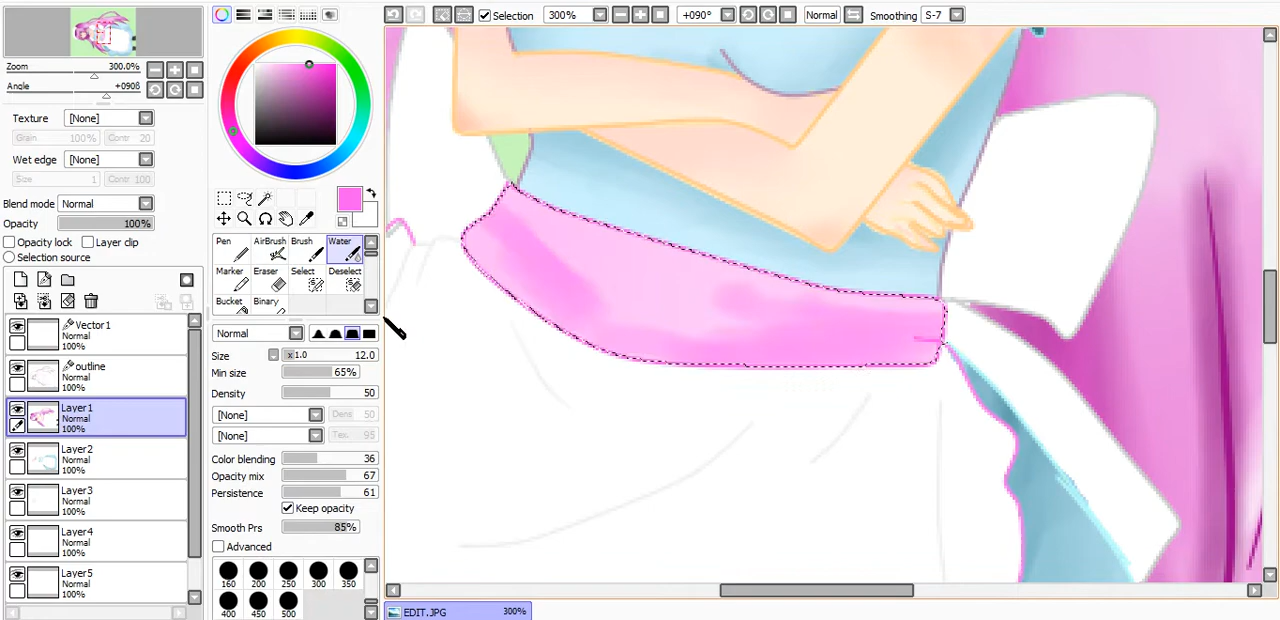 Selection 300% +090° Normal Smoothing S-7
Zoom 300.0%
Angle +090ß
Texture [None]
Grain 100% Contr 20
Wet edge [None]
Size 1 Contr 100
Blend mode Normal
Opacity 100%
Opacity lock Layer clip
Selection source
Vector1
Normal
100%
outline
Normal
100%
Layer1
Normal
100%
Layer2
Normal
100%
Layer3
Normal
100%
Layer4
Normal
100%
Layer5
Normal
100%
Pen AirBrush Brush Water
Marker Eraser Select Deselect
Bucket Binary
Normal
Size x 1.0 12.0
Min size 65%
Density 50
[None] Dens 50
[None] Tex. 95
Color blending 36
Opacity mix 67
Persistence 61
Keep opacity
Smooth Prs 85%
Advanced
160 200 250 300 350
400 450 500
EDIT.JPG 300%